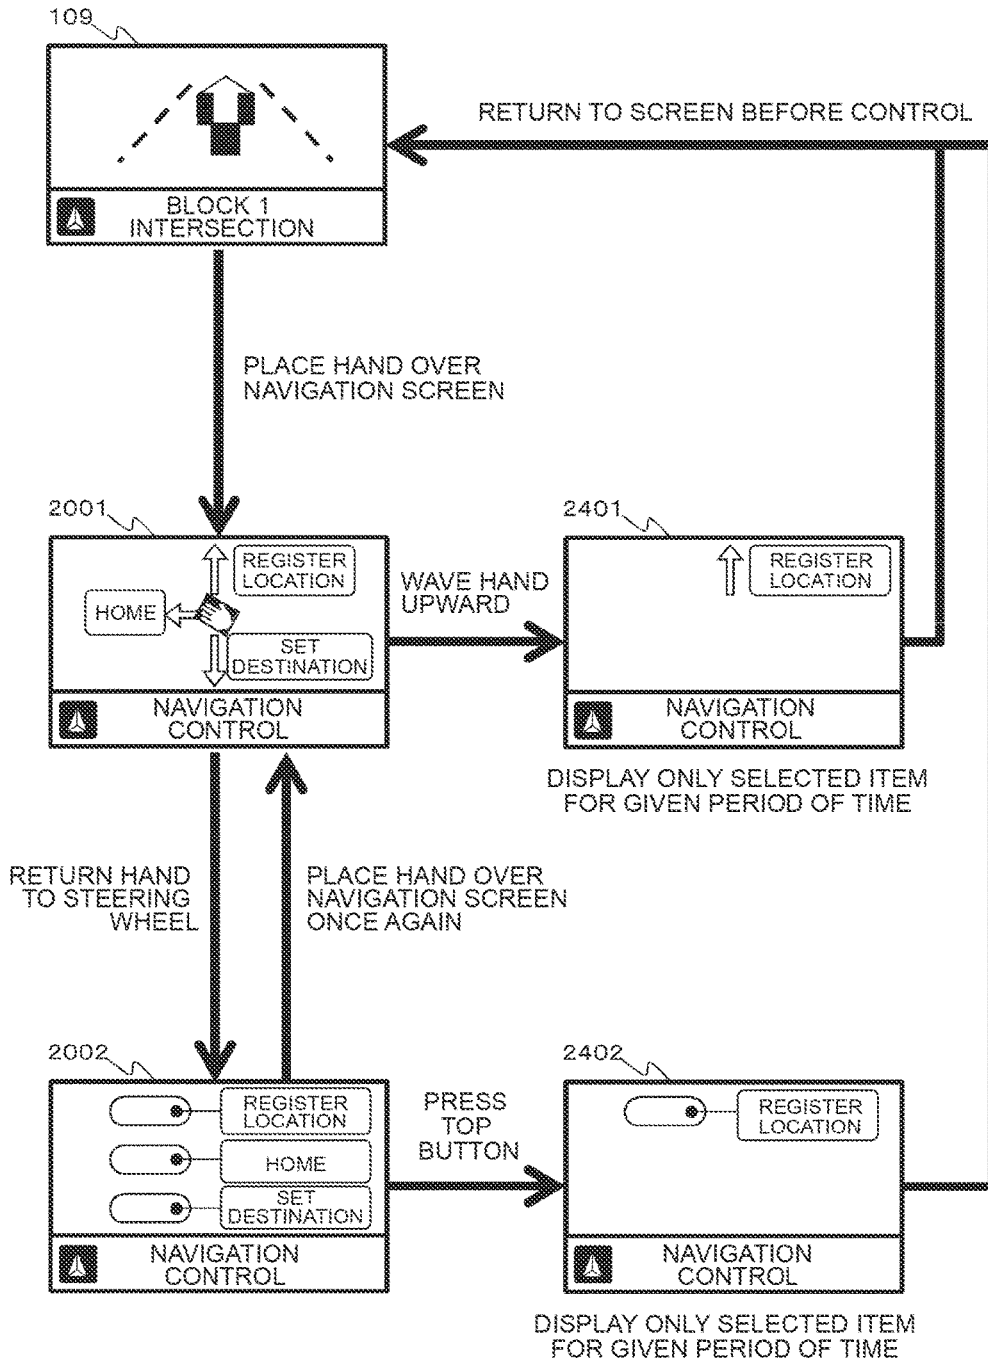 109
RETURN TO SCREEN BEFORE CONTROL
BLOCK 1
INTERSECTION
PLACE HAND OVER
NAVIGATION SCREEN
2001
REGISTER
LOCATION
HOME
SET
DESTINATION
NAVIGATION
CONTROL
WAVE HAND
UPWARD
2401
REGISTER
LOCATION
NAVIGATION
CONTROL
DISPLAY ONLY SELECTED ITEM
FOR GIVEN PERIOD OF TIME
RETURN HAND
TO STEERING
WHEEL
PLACE HAND OVER
NAVIGATION SCREEN
ONCE AGAIN
2002
REGISTER
LOCATION
HOME
SET
DESTINATION
NAVIGATION
CONTROL
PRESS
TOP
BUTTON
2402
REGISTER
LOCATION
NAVIGATION
CONTROL
DISPLAY ONLY SELECTED ITEM
FOR GIVEN PERIOD OF TIME